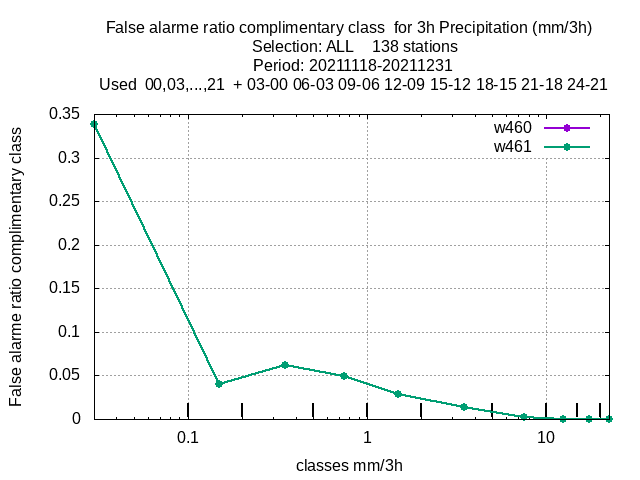 False alarme ratio complimentary class  for 3h Precipitation (mm/3h)
Selection: ALL    138 stations
Period: 20211118-20211231
Used  00,03,...,21  + 03-00 06-03 09-06 12-09 15-12 18-15 21-18 24-21
False alarme ratio complimentary class
0.35
0.3
0.25
0.2
0.15
0.1
0.05
0
w460
w461
0.1
1
10
classes mm/3h